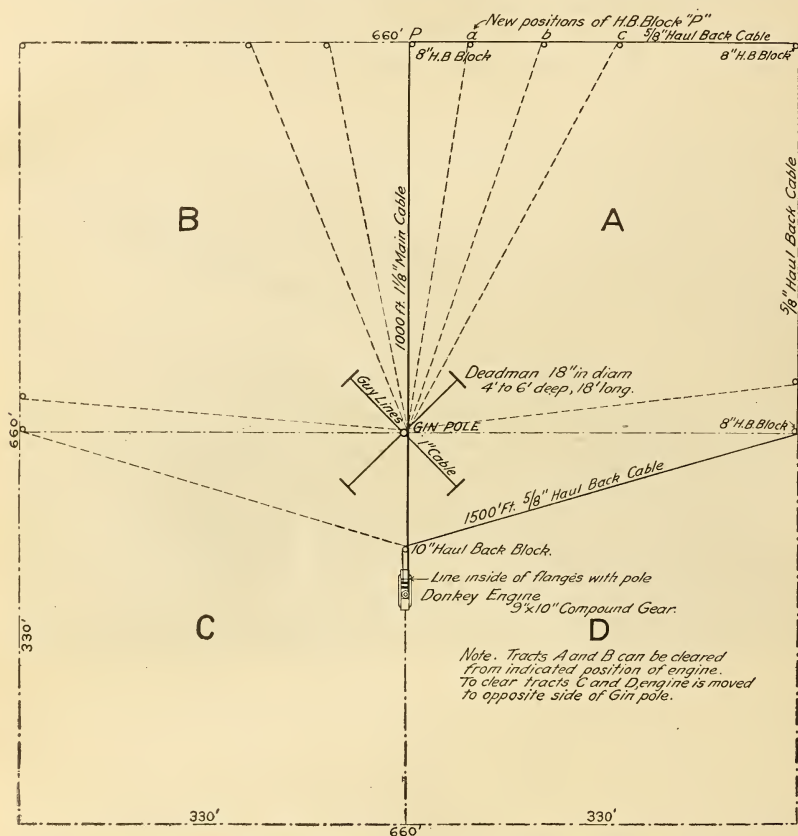 New positions of H.B. Block "P"
660' P a b c 5/8" Haul Back Cable
8" H.B Block 8" H.B Block
B A
1000 ft. 1 1/8" Main Cable
5/8" Haul Back Cable
Deadman 18" in diam
4' to 6' deep, 18' long.
Guy Lines
GIN POLE
1" Cable
8" H.B Block
660'
1500' Ft. 5/8" Haul Back Cable
10" Haul Back Block.
Line inside of flanges with pole
Donkey Engine
9"x10" Compound Gear.
C D
330'
Note. Tracts A and B can be cleared
from indicated position of engine.
To clear tracts C and D, engine is moved
to opposite side of Gin pole.
330' 330'
660'